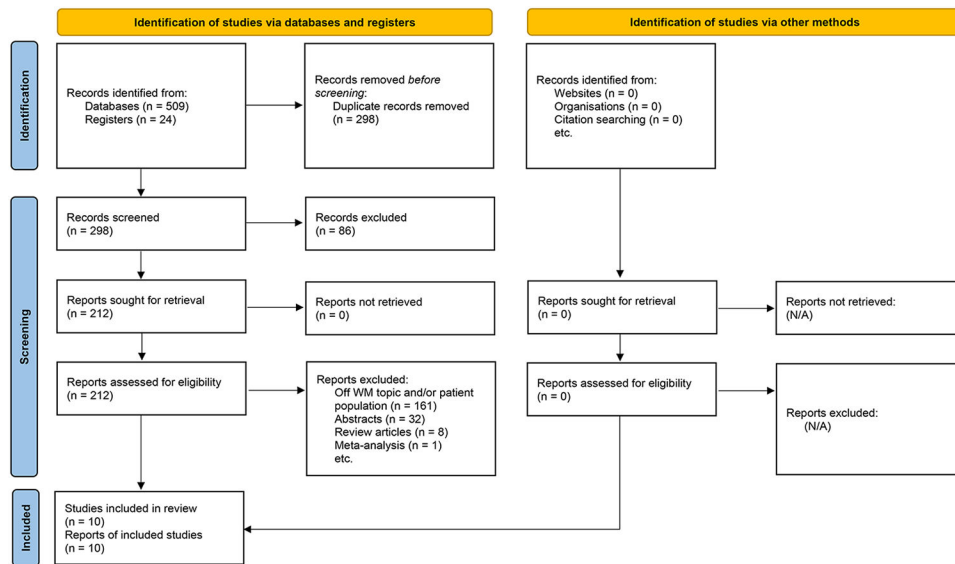 Identification of studies via databases and registers
Identification of studies via other methods
Identification
Records identified from:
Databases (n = 509)
Registers (n = 24)
Records removed before
screening:
Duplicate records removed
(n = 298)
Records identified from:
Websites (n = 0)
Organisations (n = 0)
Citation searching (n = 0)
etc.
Screening
Records screened
(n = 298)
Records excluded
(n = 86)
Reports sought for retrieval
(n = 212)
Reports not retrieved
(n = 0)
Reports sought for retrieval
(n = 0)
Reports not retrieved:
(N/A)
Reports assessed for eligibility
(n = 212)
Reports excluded:
Off WM topic and/or patient
population (n = 161)
Abstracts (n = 32)
Review articles (n = 8)
Meta-analysis (n = 1)
etc.
Reports assessed for eligibility
(n = 0)
Reports excluded:
(N/A)
Included
Studies included in review
(n = 10)
Reports of included studies
(n = 10)